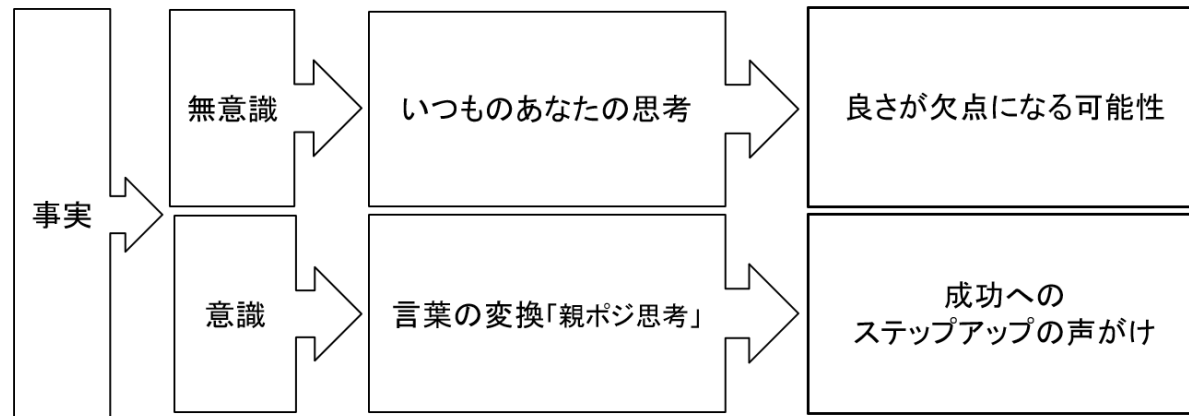 事実
無意識
いつものあなたの思考
良さが欠点になる可能性
意識
言葉の変換「親ポジ思考」
成功への
ステップアップの声がけ